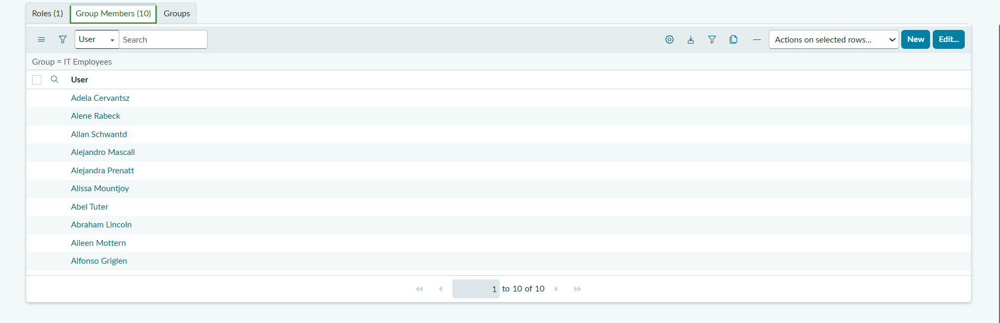 Roles (1) Group Members (10) Groups
User Search Actions on selected rows... New Edit...
Group = IT Employees
User
Adela Cervantsz
Alene Rabeck
Allan Schwantd
Alejandro Mascall
Alejandra Prenatt
Alissa Mountjoy
Abel Tuter
Abraham Lincoln
Aileen Mottern
Alfonso Griglen
1 to 10 of 10